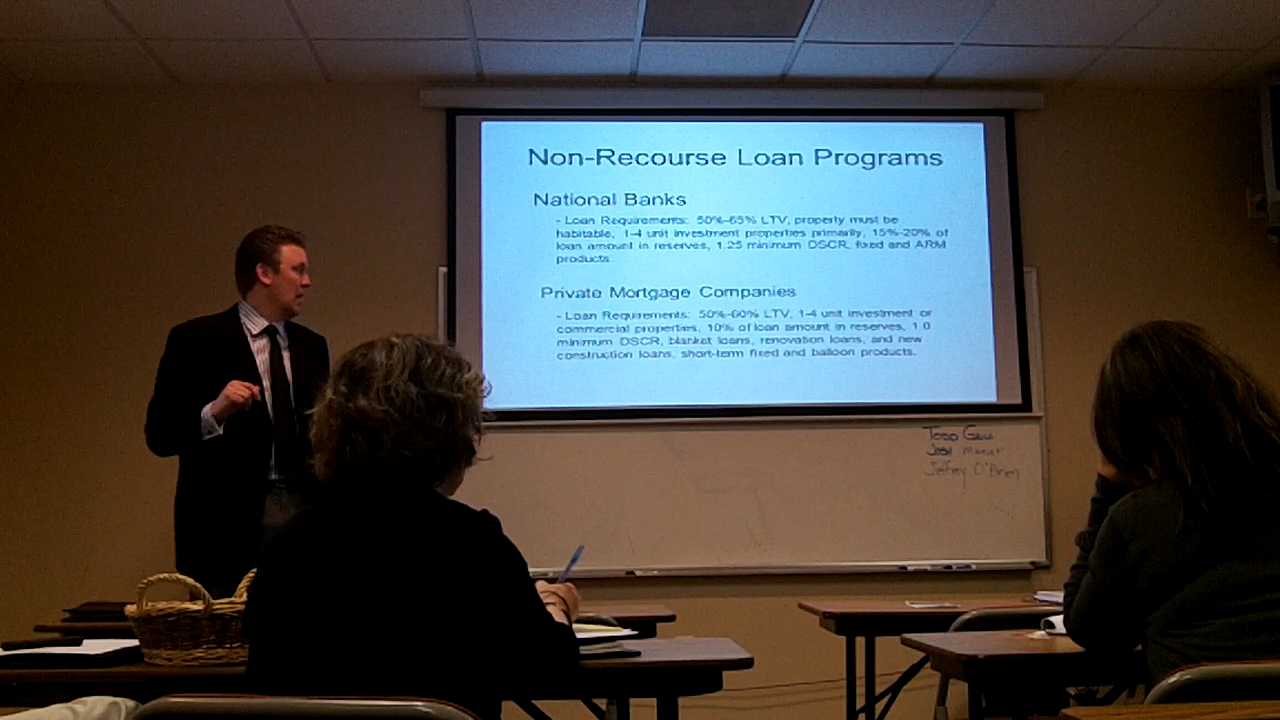 Non-Recourse Loan Programs
National Banks
- Loan Requirements: 50%-65% LTV, property must be
habitable, 1-4 unit investment properties primarily, 15%-20% of
loan amount in reserves, 1.25 minimum DSCR, fixed and ARM
products.
Private Mortgage Companies
- Loan Requirements: 50%-60% LTV, 1-4 unit investment or
commercial properties, 10% of loan amount in reserves, 1.0
minimum DSCR, blanket loans, renovation loans, and new
construction loans, short-term fixed and balloon products.
Todd
Josh
Jeffrey O'Brien